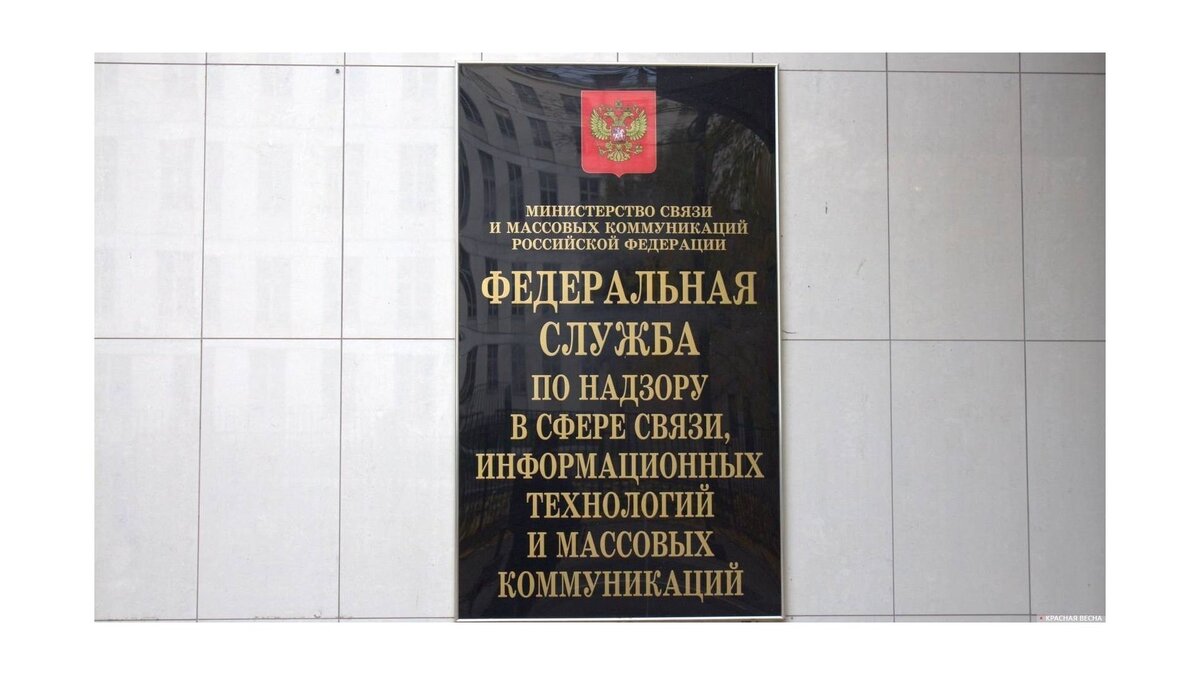 МИНИСТЕРСТВО СВЯЗИ
И МАССОВЫХ КОММУНИКАЦИЙ
РОССИЙСКОЙ ФЕДЕРАЦИИ
ФЕДЕРАЛЬНАЯ
СЛУЖБА
ПО НАДЗОРУ
В СФЕРЕ СВЯЗИ,
ИНФОРМАЦИОННЫХ
ТЕХНОЛОГИЙ
И МАССОВЫХ
КОММУНИКАЦИЙ
КРАСНАЯ ВЕСНА